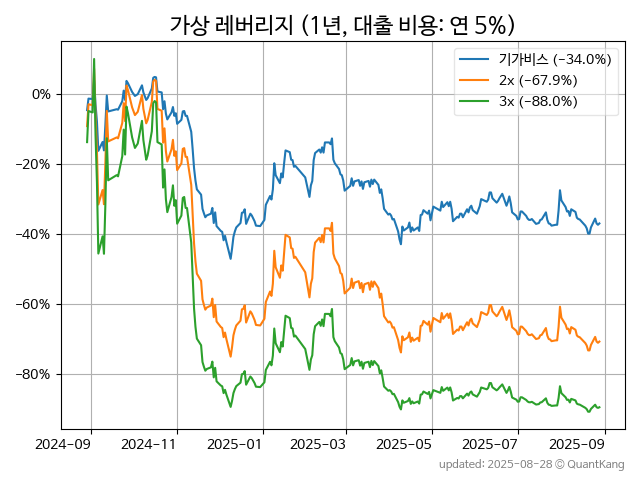 가상 레버리지 (1년, 대출 비용: 연 5%)
기가비스 (−34.0%)
2x (−67.9%)
3x (−88.0%)
0%
−20%
−40%
−60%
−80%
2024-09 2024-11 2025-01 2025-03 2025-05 2025-07 2025-09
updated: 2025-08-28 © QuantKang